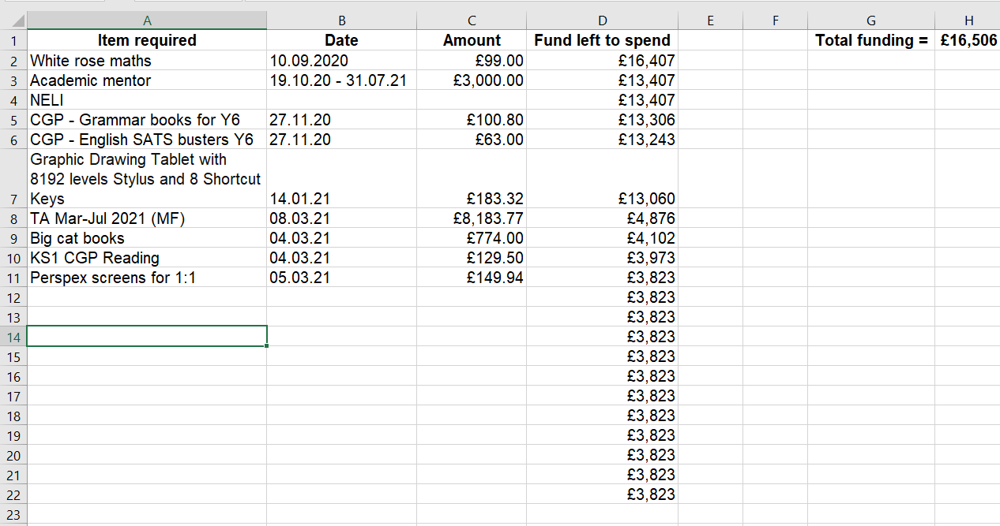 A B C D E F G H
1 Item required Date Amount Fund left to spend Total funding = £16,506
2 White rose maths 10.09.2020 £99.00 £16,407
3 Academic mentor 19.10.20 - 31.07.21 £3,000.00 £13,407
4 NELI £13,407
5 CGP - Grammar books for Y6 27.11.20 £100.80 £13,306
6 CGP - English SATS busters Y6 27.11.20 £63.00 £13,243
Graphic Drawing Tablet with
8192 levels Stylus and 8 Shortcut
7 Keys 14.01.21 £183.32 £13,060
8 TA Mar-Jul 2021 (MF) 08.03.21 £8,183.77 £4,876
9 Big cat books 04.03.21 £774.00 £4,102
10 KS1 CGP Reading 04.03.21 £129.50 £3,973
11 Perspex screens for 1:1 05.03.21 £149.94 £3,823
12 £3,823
13 £3,823
14 £3,823
15 £3,823
16 £3,823
17 £3,823
18 £3,823
19 £3,823
20 £3,823
21 £3,823
22 £3,823
23